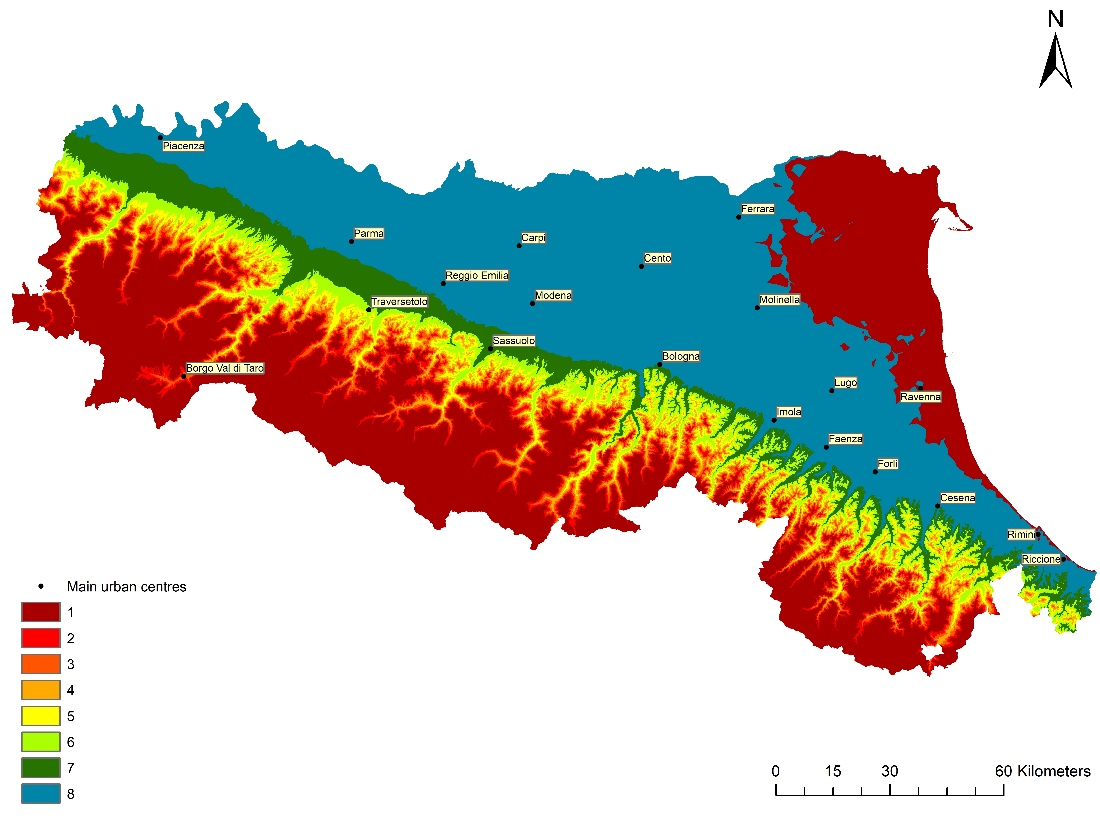 N
Piacenza
Ferrara
Parma
Carpi
Cento
Reggio Emilia
Modena
Molinella
Traversetolo
Sassuolo
Bologna
Borgo Val di Taro
Lugo
Ravenna
Imola
Faenza
Forlì
Cesena
Rimini
Riccione
Main urban centres
1
2
3
4
5
6
7
8
0 15 30 60 Kilometers